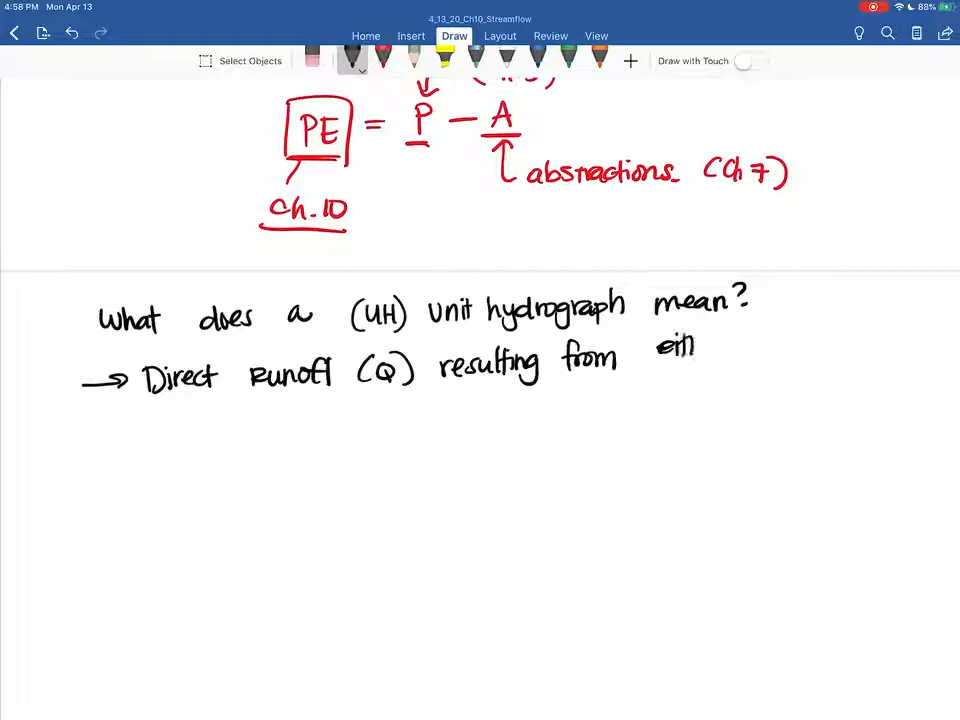 4:58 PM Mon Apr 13
88%
4_13_20_Ch10_Streamflow
Home Insert Draw Layout Review View
Select Objects
Draw with Touch
PE = P - A
abstractions. (Ch 7)
Ch. 10
What does a (UH) unit hydrograph mean?
→ Direct Runoff (Q) resulting from